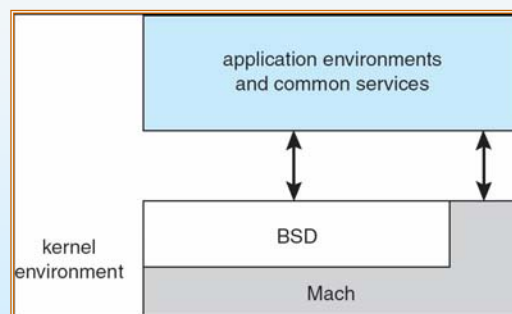 application environments
and common services
BSD
kernel
environment
Mach